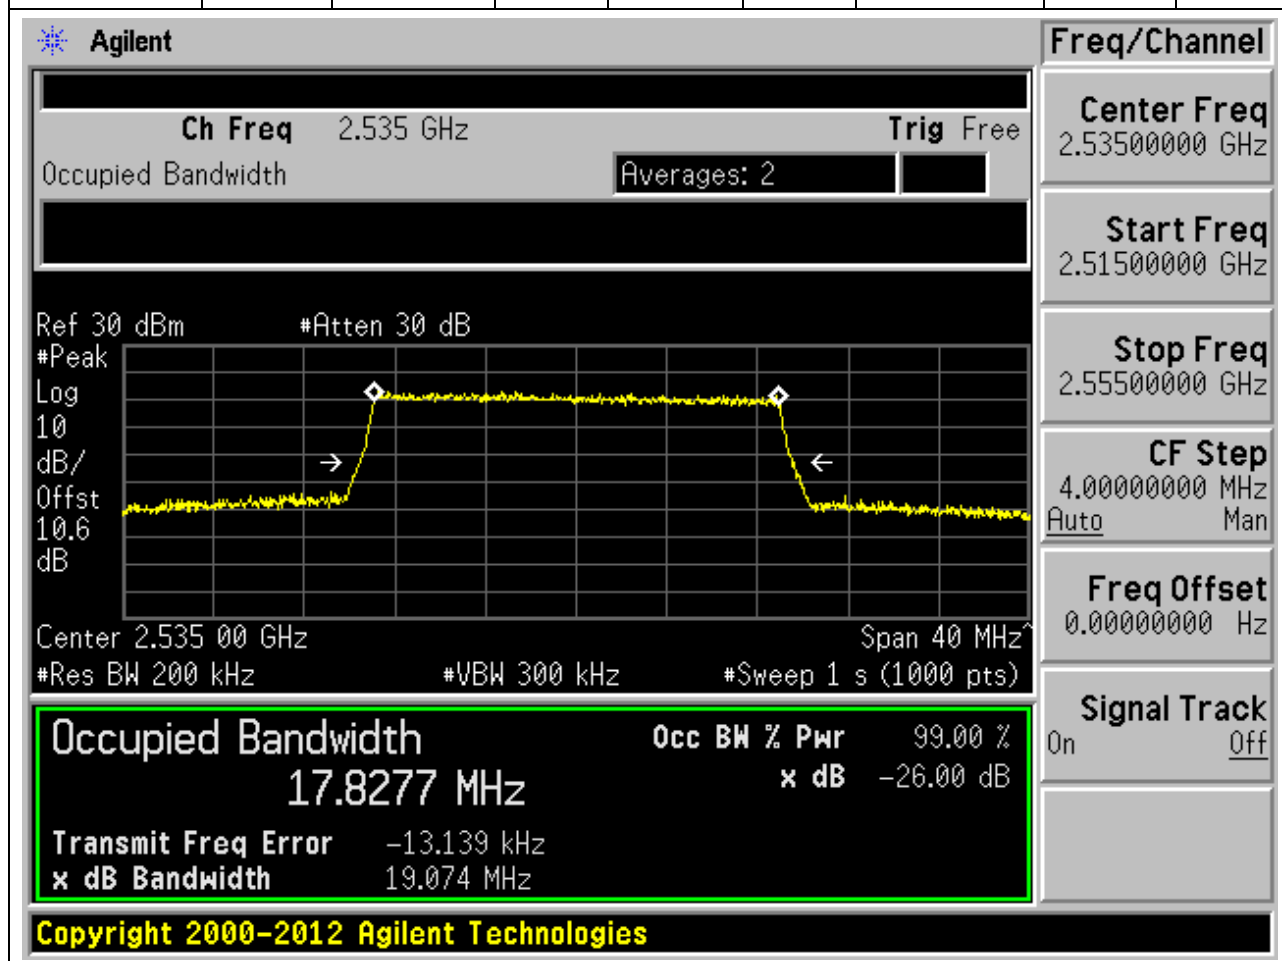 Agilent
Freq/Channel
Ch Freq 2.535 GHz Trig Free
Occupied Bandwidth Averages: 2
Center Freq
2.53500000 GHz
Start Freq
2.51500000 GHz
Stop Freq
2.55500000 GHz
CF Step
4.00000000 MHz
Auto Man
Freq Offset
0.00000000 Hz
Signal Track
On Off
Ref 30 dBm #Atten 30 dB
#Peak
Log
10
dB/
Offst
10.6
dB
Center 2.535 00 GHz Span 40 MHz^
#Res BW 200 kHz #VBW 300 kHz #Sweep 1 s (1000 pts)
Occupied Bandwidth Occ BW % Pwr 99.00 %
17.8277 MHz x dB -26.00 dB
Transmit Freq Error -13.139 kHz
x dB Bandwidth 19.074 MHz
Copyright 2000-2012 Agilent Technologies